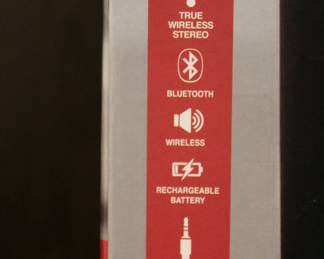 TRUE
WIRELESS
STEREO
BLUETOOTH
WIRELESS
RECHARGEABLE
BATTERY